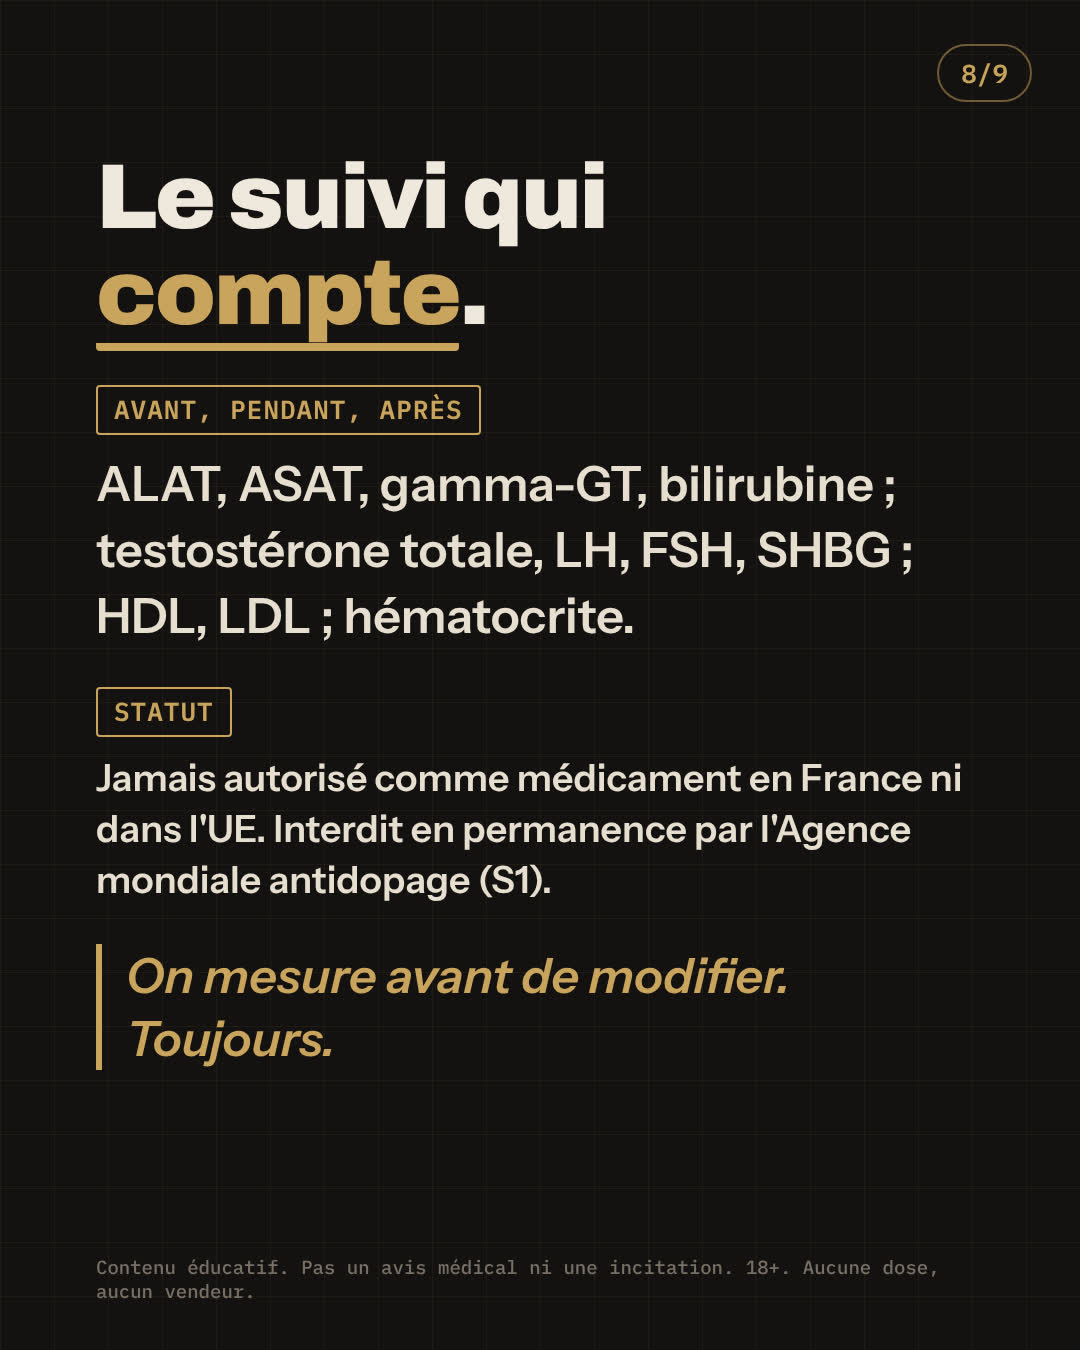 8/9
Le suivi qui
compte.
AVANT, PENDANT, APRÈS
ALAT, ASAT, gamma-GT, bilirubine ;
testostérone totale, LH, FSH, SHBG ;
HDL, LDL ; hématocrite.
STATUT
Jamais autorisé comme médicament en France ni
dans l'UE. Interdit en permanence par l'Agence
mondiale antidopage (S1).
On mesure avant de modifier.
Toujours.
Contenu éducatif. Pas un avis médical ni une incitation. 18+. Aucune dose,
aucun vendeur.